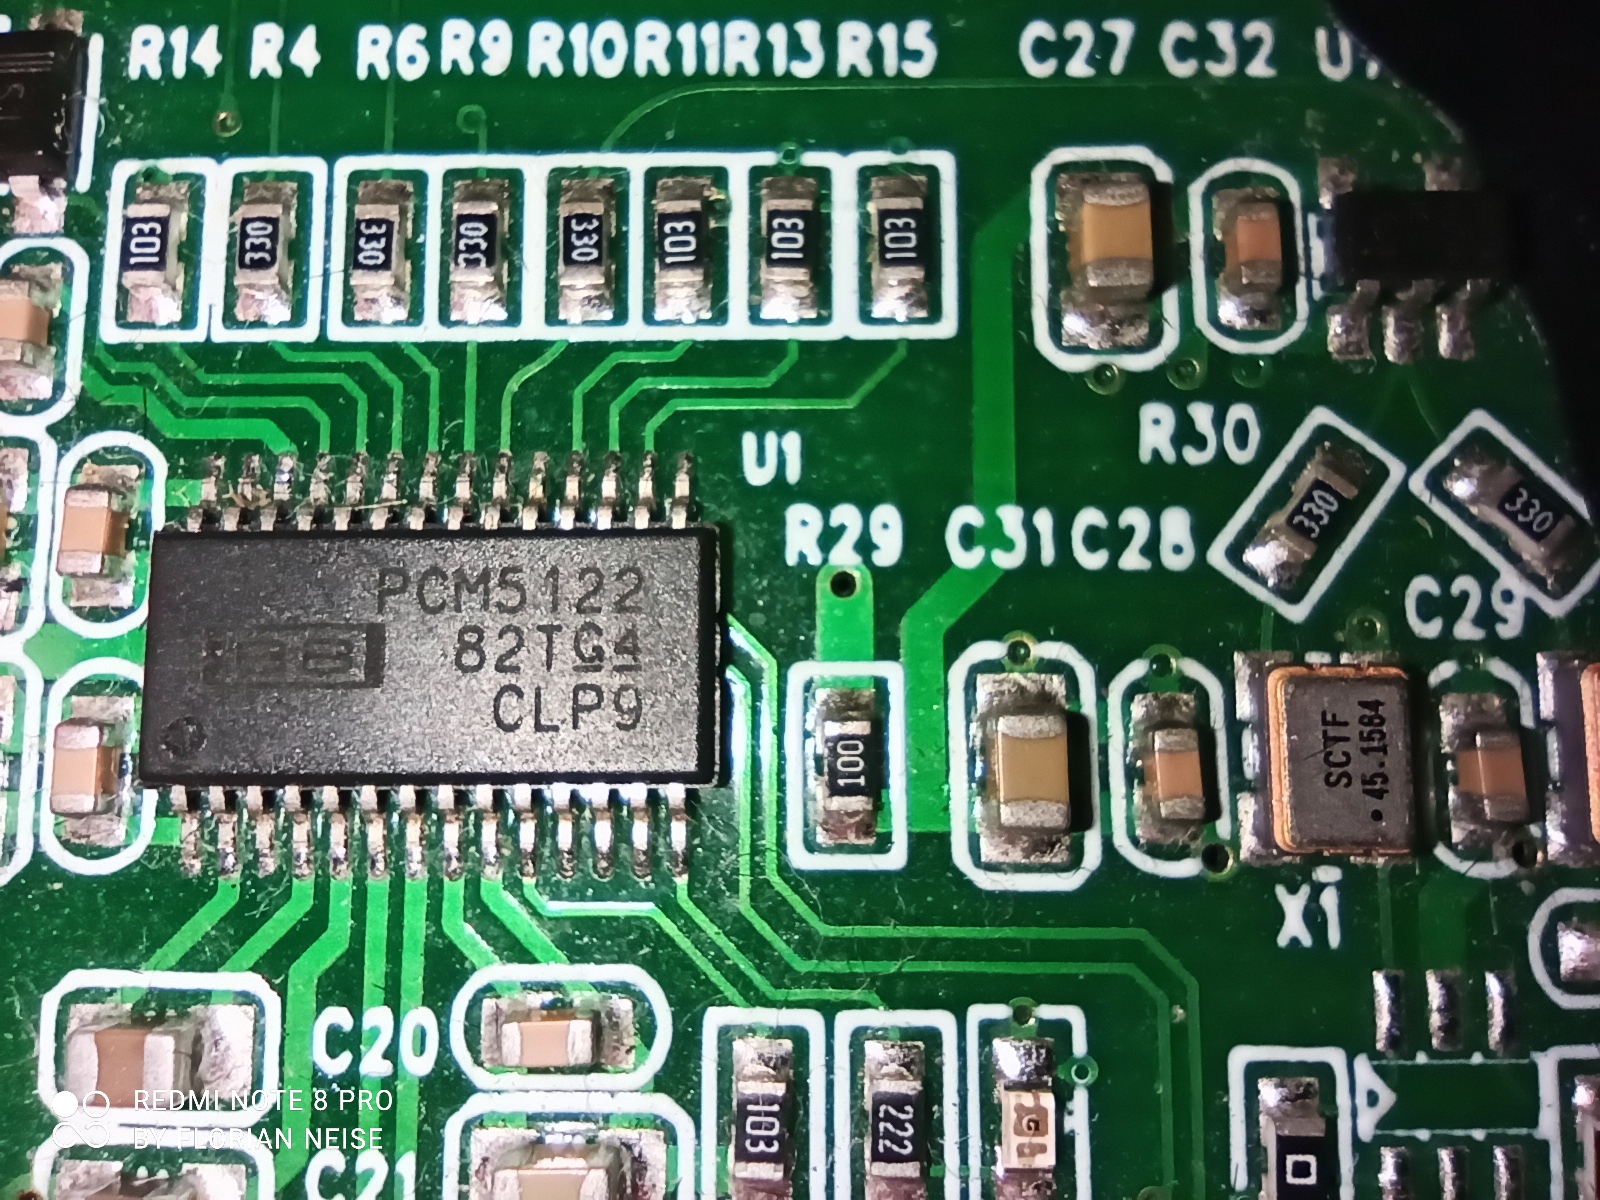 R14 R4 R6 R9 R10 R11 R13 R15 C27 C32
103 330 330 330 330 103 103 103
U1
R30
330 330
R29 C31 C28
C29
PCM5122
82TG4
CLP9
100
SCTF
45.1584
X1
C20
C21
103 222
0
REDMI NOTE 8 PRO
BY FLORIAN NEISE